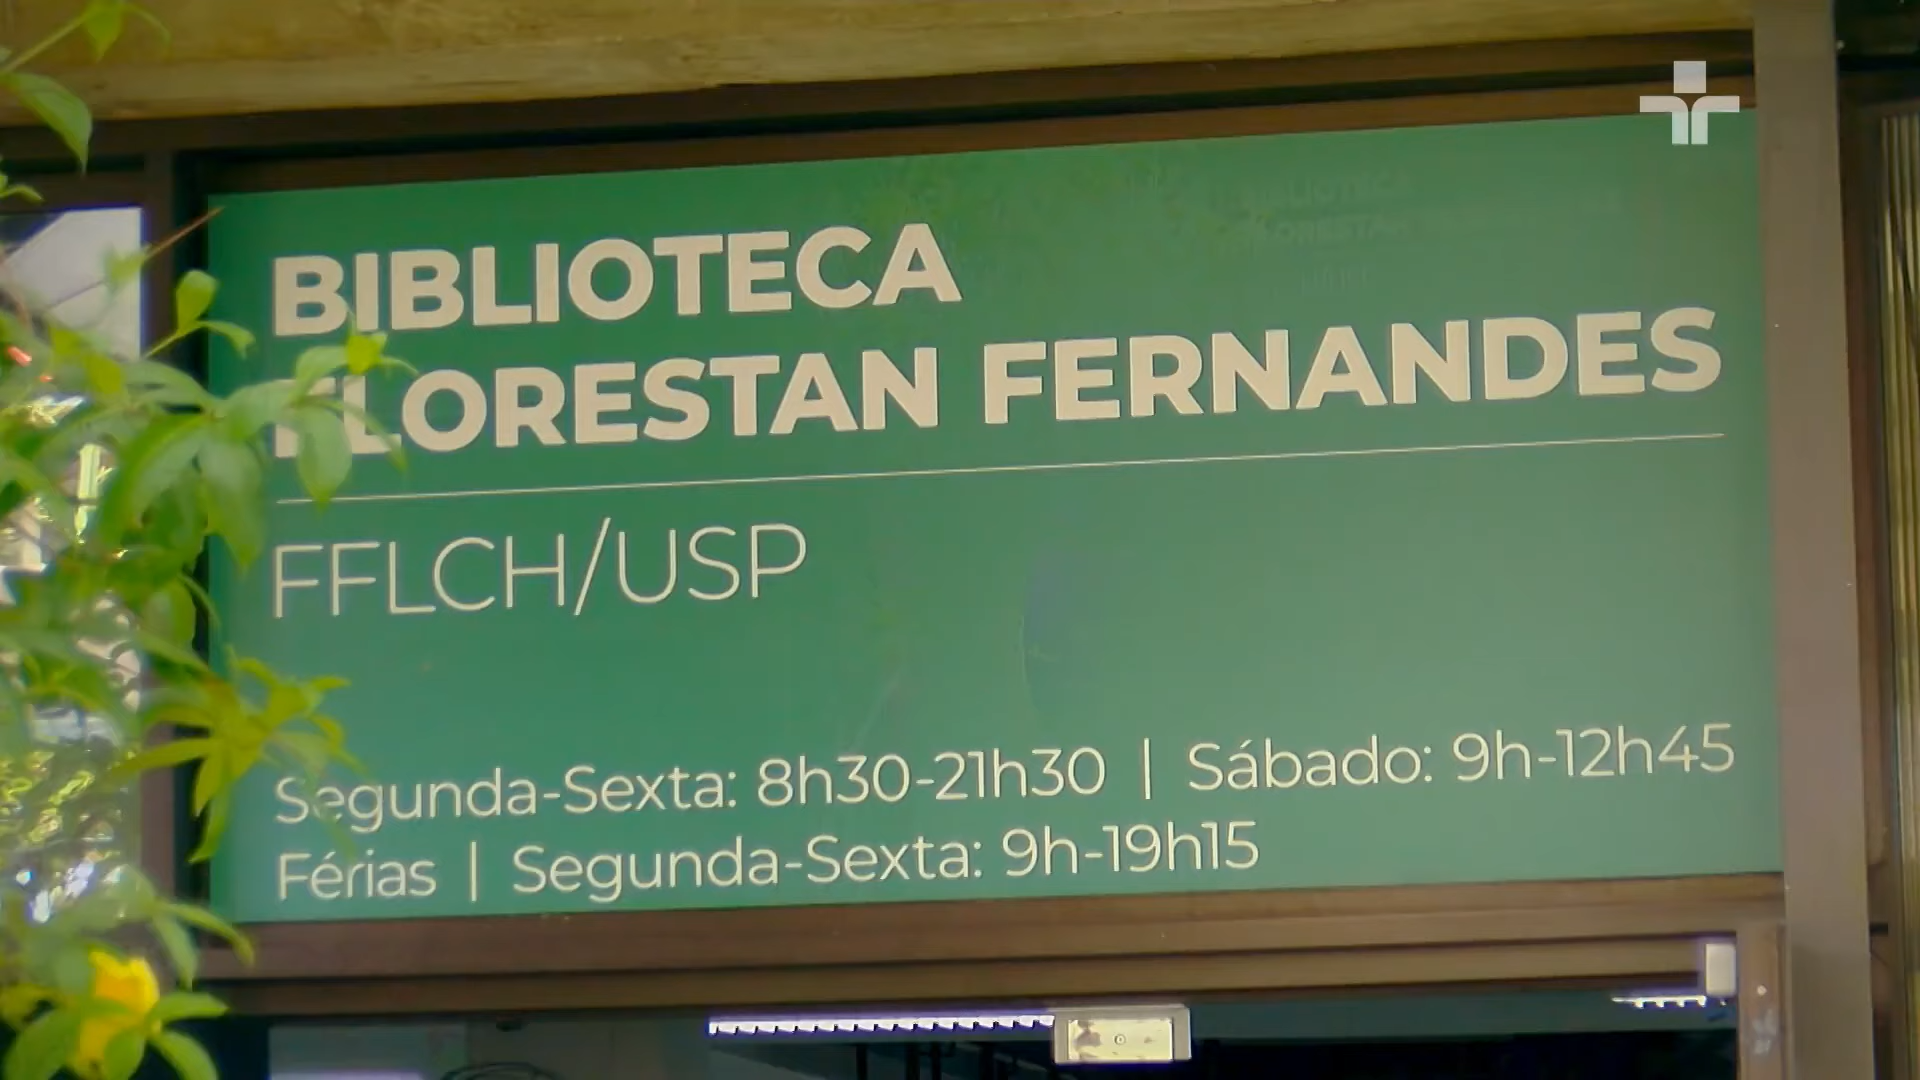 BIBLIOTECA
FLORESTAN FERNANDES
FFLCH/USP
Segunda-Sexta: 8h30-21h30 | Sábado: 9h-12h45
Férias | Segunda-Sexta: 9h-19h15